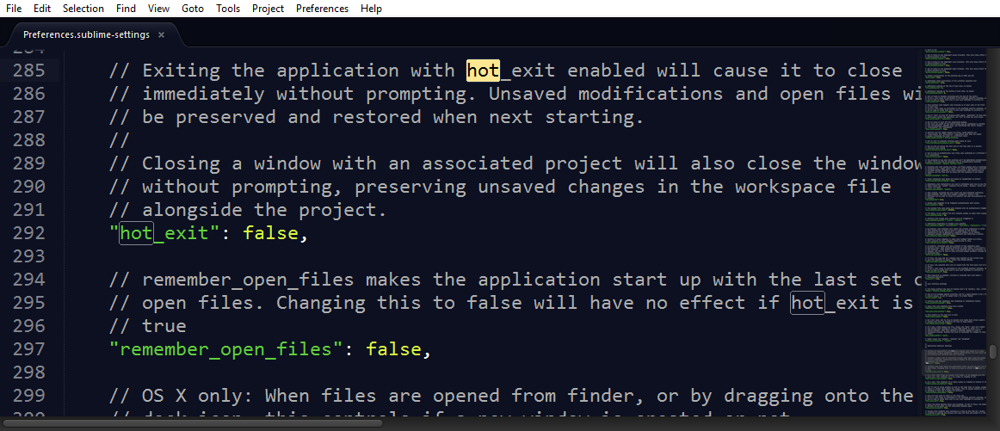 File Edit Selection Find View Goto Tools Project Preferences Help
Preferences.sublime-settings ×
284
285 // Exiting the application with hot_exit enabled will cause it to close
286 // immediately without prompting. Unsaved modifications and open files wi
287 // be preserved and restored when next starting.
288 //
289 // Closing a window with an associated project will also close the window
290 // without prompting, preserving unsaved changes in the workspace file
291 // alongside the project.
292 "hot_exit": false,
293
294 // remember_open_files makes the application start up with the last set o
295 // open files. Changing this to false will have no effect if hot_exit is
296 // true
297 "remember_open_files": false,
298
299 // OS X only: When files are opened from finder, or by dragging onto the
300 // dock icon, this controls if a new window is created or not